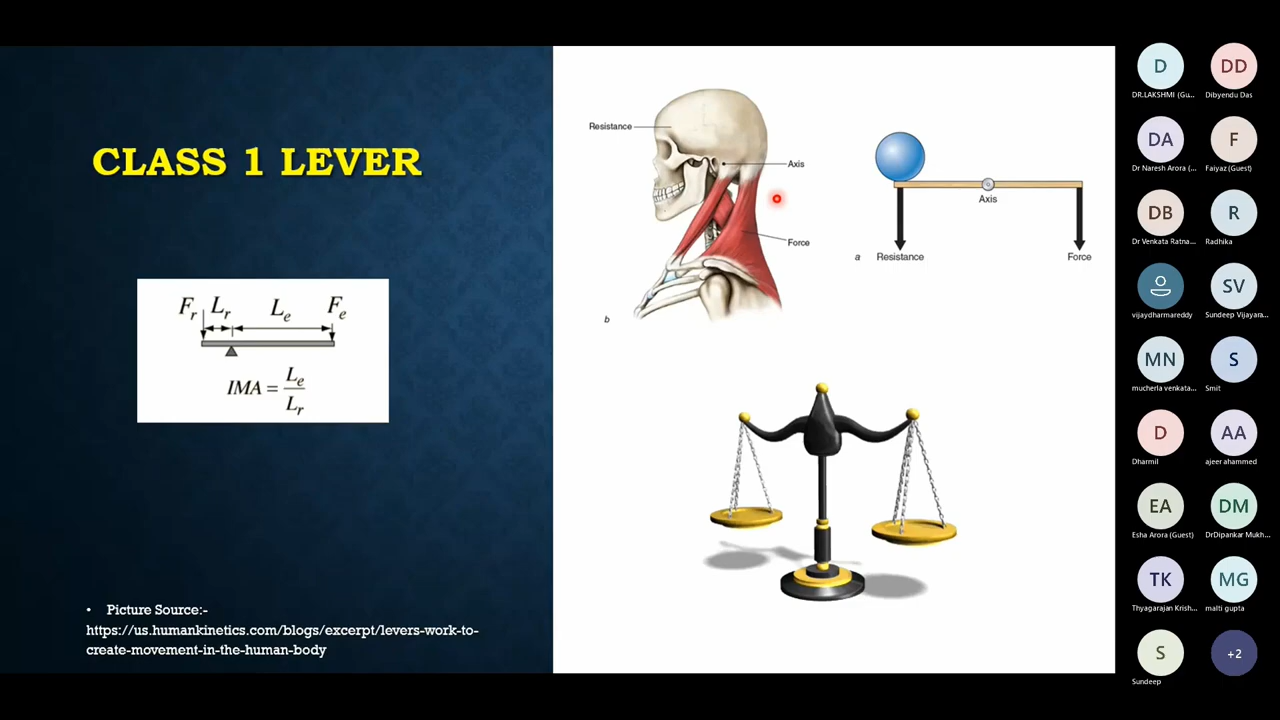 CLASS 1 LEVER
Fr Lr Le Fe
IMA = Le
Lr
• Picture Source:-
https://us.humankinetics.com/blogs/excerpt/levers-work-to-
create-movement-in-the-human-body
Resistance
Axis
Force
b
Axis
a Resistance Force
D DD
DR.LAKSHMI (Gu... Dibyendu Das
DA F
Dr Naresh Arora (... Faiyaz (Guest)
DB R
Dr Venkata Ratna... Radhika
SV
vijaydharmareddy Sundeep Vijayara...
MN S
mucherla venkata... Smit
D AA
Dharmil ajeer ahammed
EA DM
Esha Arora (Guest) DrDipankar Mukh...
TK MG
Thyagarajan Krish... malti gupta
S +2
Sundeep